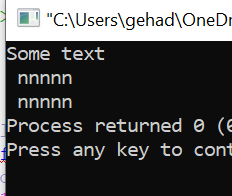 "C:\Users\gehad\OneDr
Some text
 nnnnn
 nnnnn
Process returned 0 (0
Press any key to cont